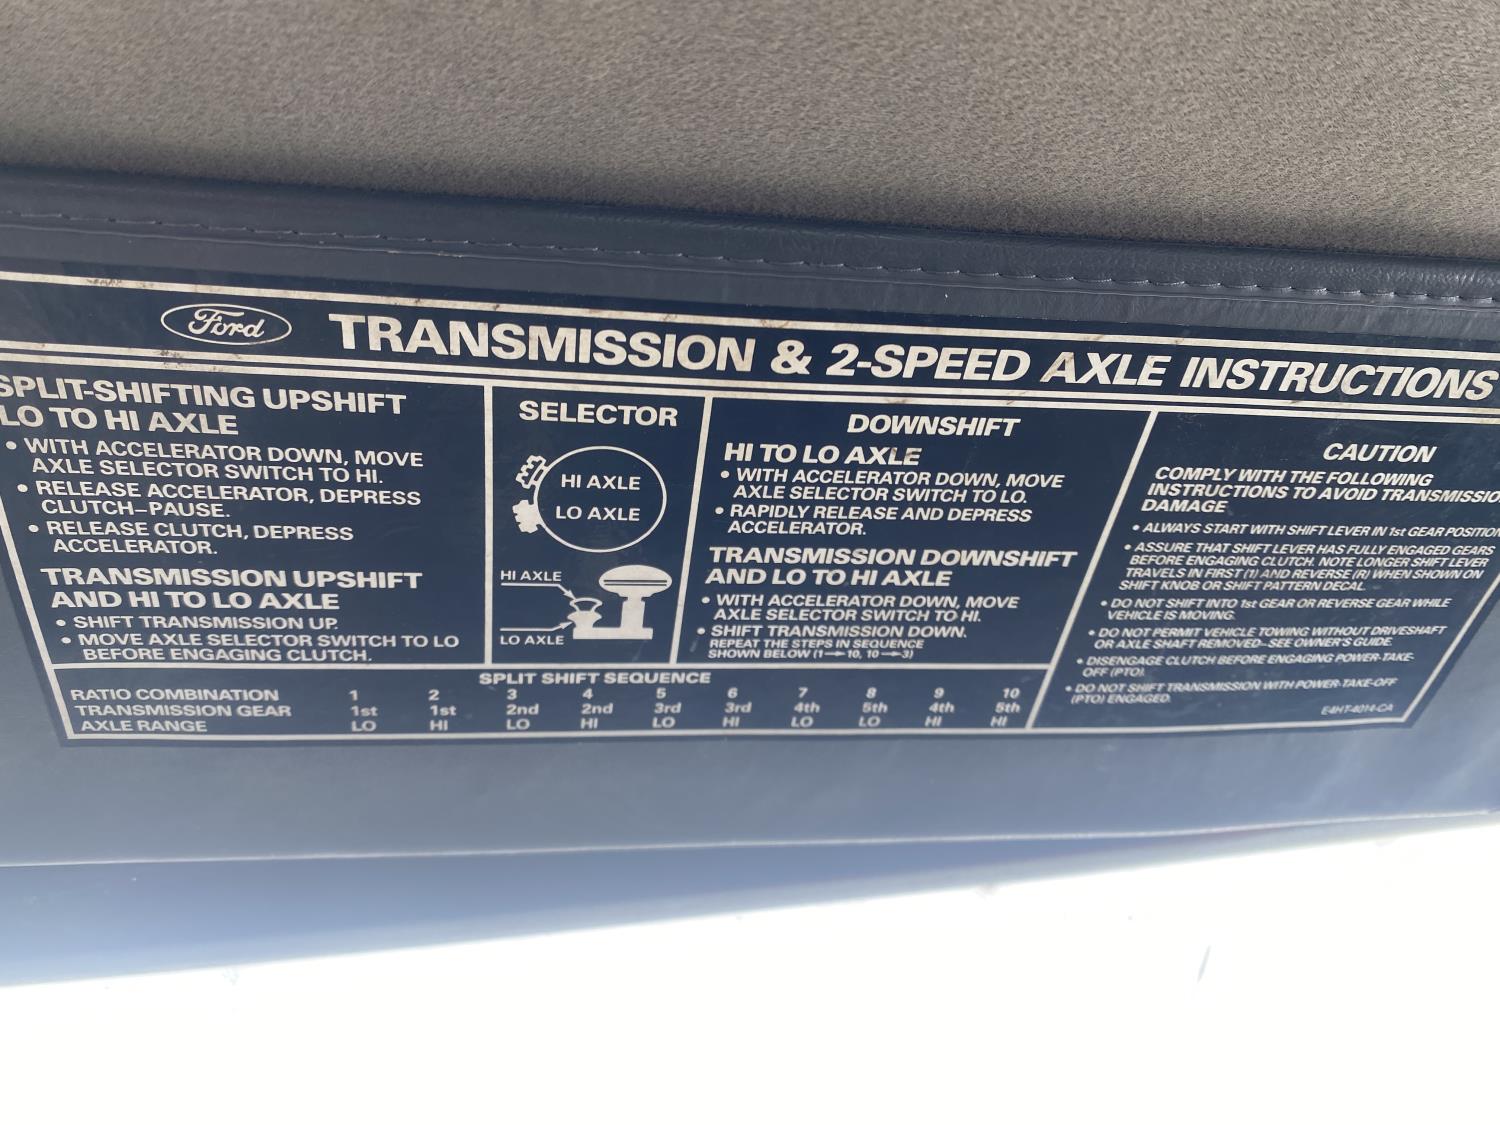 Ford TRANSMISSION & 2-SPEED AXLE INSTRUCTIONS
SPLIT-SHIFTING UPSHIFT
LO TO HI AXLE
• WITH ACCELERATOR DOWN, MOVE
AXLE SELECTOR SWITCH TO HI.
• RELEASE ACCELERATOR, DEPRESS
CLUTCH-PAUSE.
• RELEASE CLUTCH, DEPRESS
ACCELERATOR.
TRANSMISSION UPSHIFT
AND HI TO LO AXLE
• SHIFT TRANSMISSION UP.
• MOVE AXLE SELECTOR SWITCH TO LO
BEFORE ENGAGING CLUTCH.
SELECTOR
HI AXLE
LO AXLE
HI AXLE
LO AXLE
DOWNSHIFT
HI TO LO AXLE
• WITH ACCELERATOR DOWN, MOVE
AXLE SELECTOR SWITCH TO LO.
• RAPIDLY RELEASE AND DEPRESS
ACCELERATOR.
TRANSMISSION DOWNSHIFT
AND LO TO HI AXLE
• WITH ACCELERATOR DOWN, MOVE
AXLE SELECTOR SWITCH TO HI.
• SHIFT TRANSMISSION DOWN.
REPEAT THE STEPS IN SEQUENCE
SHOWN BELOW (1→10, 10→3)
CAUTION
COMPLY WITH THE FOLLOWING
INSTRUCTIONS TO AVOID TRANSMISSIO
DAMAGE
• ALWAYS START WITH SHIFT LEVER IN 1st GEAR POSITION
• ASSURE THAT SHIFT LEVER HAS FULLY ENGAGED GEARS
BEFORE ENGAGING CLUTCH. NOTE LONGER SHIFT LEVER
TRAVELS IN FIRST (1) AND REVERSE (R) WHEN SHOWN ON
SHIFT KNOB OR SHIFT PATTERN DECAL.
• DO NOT SHIFT INTO 1st GEAR OR REVERSE GEAR WHILE
VEHICLE IS MOVING.
• DO NOT PERMIT VEHICLE TOWING WITHOUT DRIVESHAFT
OR AXLE SHAFT REMOVED-SEE OWNER'S GUIDE.
• DISENGAGE CLUTCH BEFORE ENGAGING POWER-TAKE-
OFF (PTO).
• DO NOT SHIFT TRANSMISSION WITH POWER-TAKE-OFF
(PTO) ENGAGED.
E4HT-4014-CA
SPLIT SHIFT SEQUENCE
RATIO COMBINATION 1 2 3 4 5 6 7 8 9 10
TRANSMISSION GEAR 1st 1st 2nd 2nd 3rd 3rd 4th 5th 4th 5th
AXLE RANGE LO HI LO HI LO HI LO LO HI HI